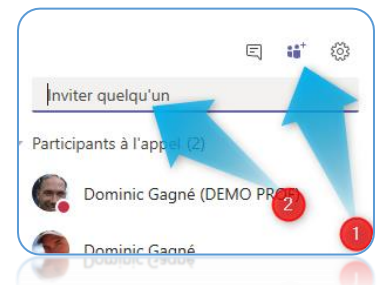 Inviter quelqu'un
Participants à l'appel (2)
Dominic Gagné (DEMO PROF)
2
1
Dominic Gagné